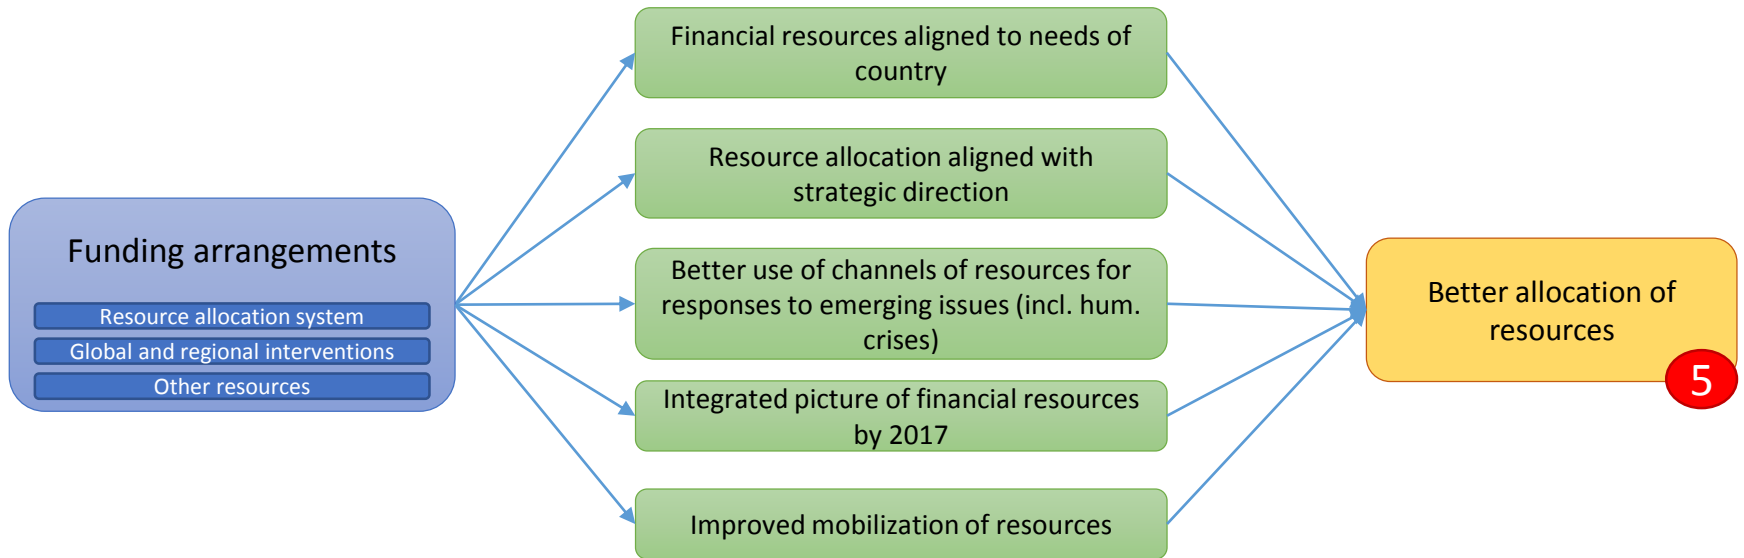 Funding arrangements
Resource allocation system
Global and regional interventions
Other resources
Financial resources aligned to needs of
country
Resource allocation aligned with
strategic direction
Better use of channels of resources for
responses to emerging issues (incl. hum.
crises)
Integrated picture of financial resources
by 2017
Improved mobilization of resources
Better allocation of
resources
5